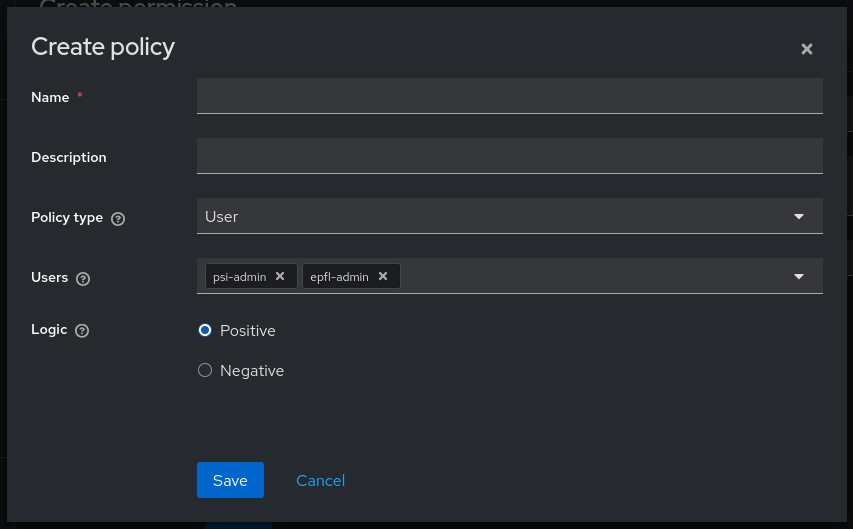 Create permission
Create policy
Name *
Description
Policy type
User
Users
psi-admin epfl-admin
Logic
Positive
Negative
Save Cancel